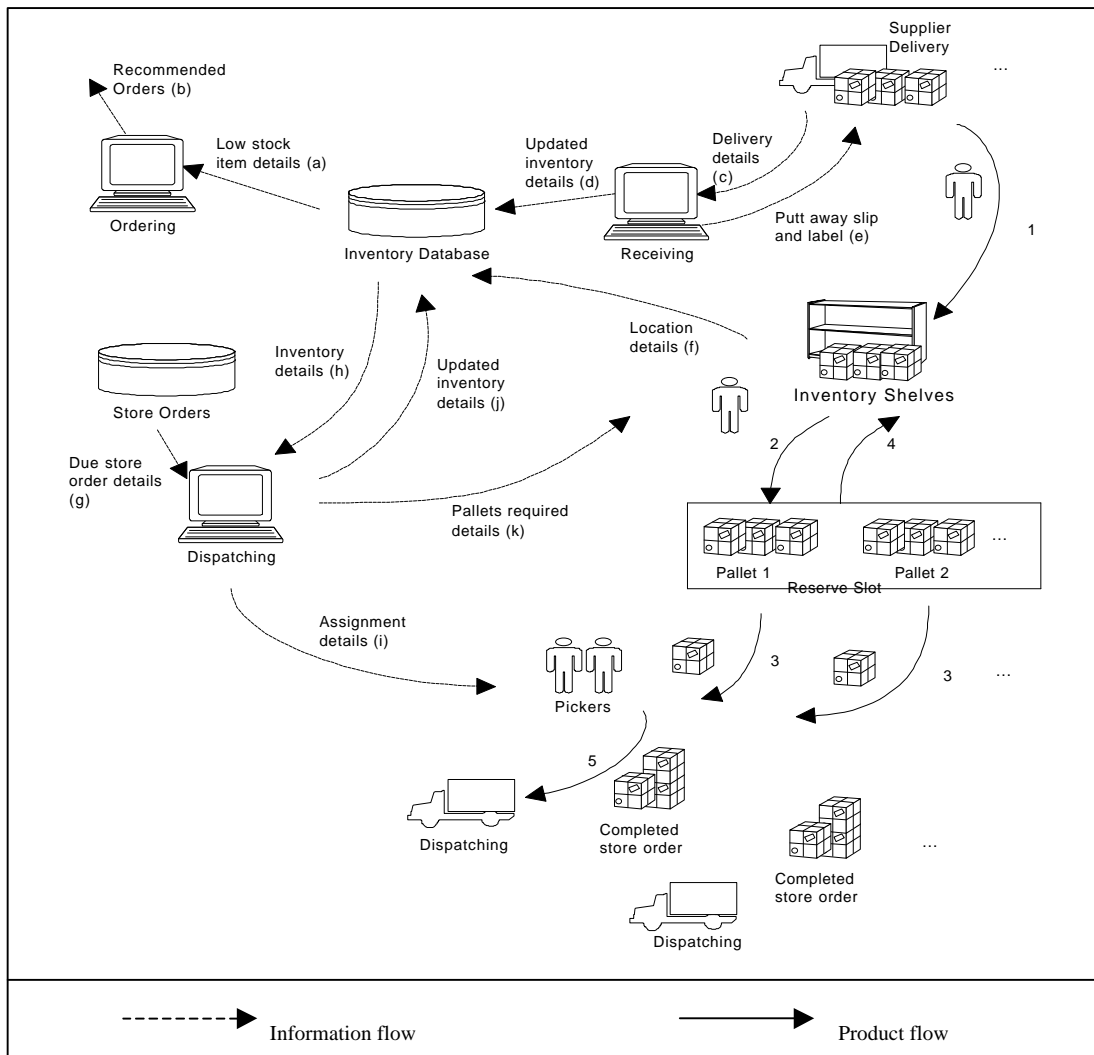 Supplier
Delivery
...
Recommended
Orders (b)
Low stock
item details (a)
Updated
inventory
details (d)
Delivery
details
(c)
Ordering
Inventory Database
Receiving
Putt away slip
and label (e)
1
Location
details (f)
Inventory
details (h)
Updated
inventory
details (j)
Store Orders
Inventory Shelves
2
4
Due store
order details
(g)
Pallets required
details (k)
Dispatching
...
Pallet 1
Pallet 2
Reserve Slot
Assignment
details (i)
3
3
...
Pickers
5
Dispatching
Completed
store order
...
Completed
store order
Dispatching
Information flow
Product flow